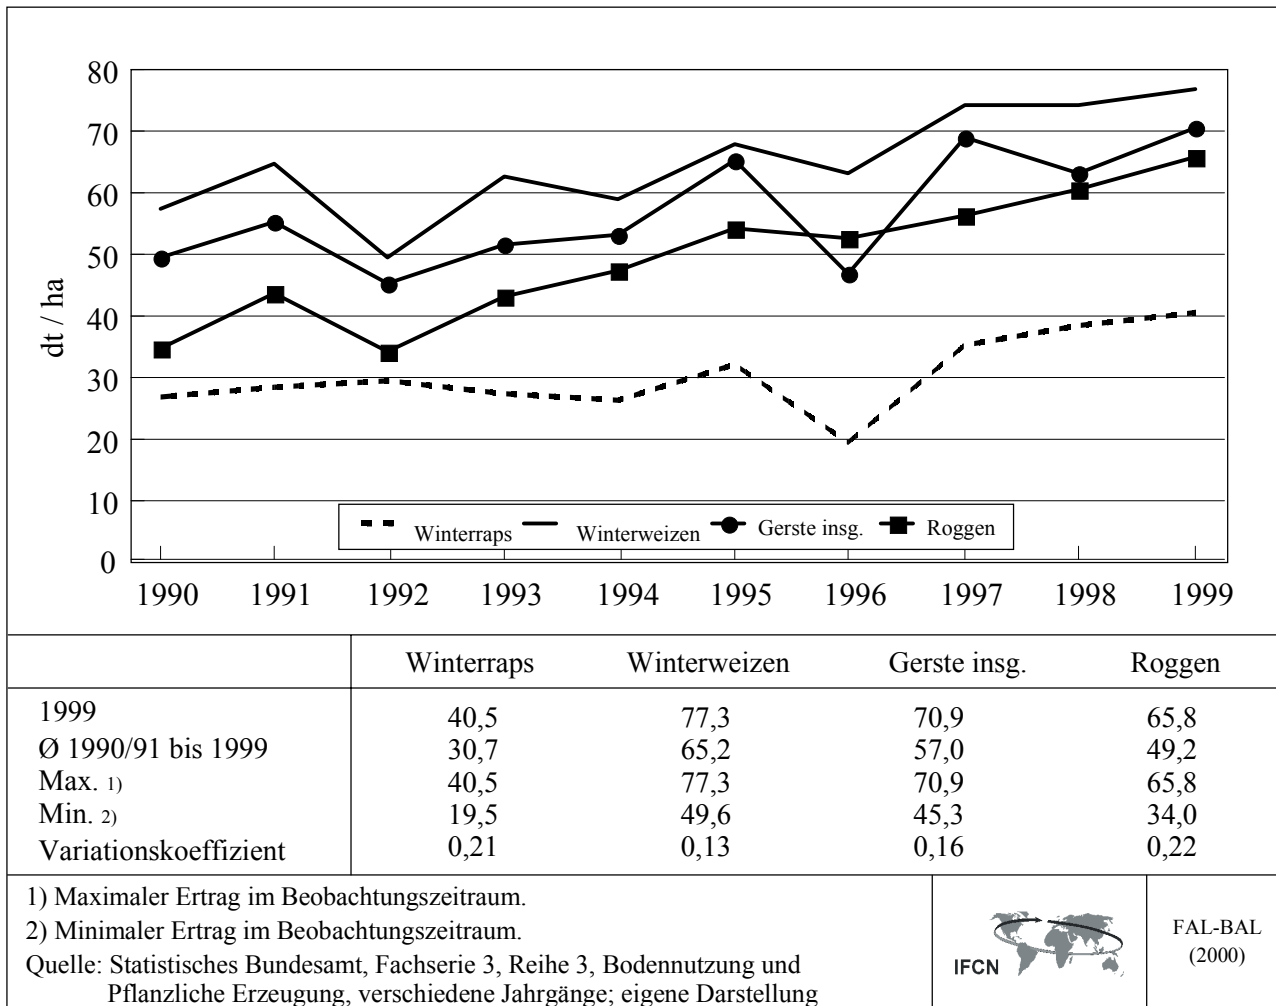 80
70
60
50
40
30
20
10
0
dt / ha
Winterraps Winterweizen Gerste insg. Roggen
1990 1991 1992 1993 1994 1995 1996 1997 1998 1999
Winterraps Winterweizen Gerste insg. Roggen
1999 40,5 77,3 70,9 65,8
Ø 1990/91 bis 1999 30,7 65,2 57,0 49,2
Max. 1) 40,5 77,3 70,9 65,8
Min. 2) 19,5 49,6 45,3 34,0
Variationskoeffizient 0,21 0,13 0,16 0,22
1) Maximaler Ertrag im Beobachtungszeitraum.
2) Minimaler Ertrag im Beobachtungszeitraum.
Quelle: Statistisches Bundesamt, Fachserie 3, Reihe 3, Bodennutzung und
Pflanzliche Erzeugung, verschiedene Jahrgänge; eigene Darstellung
IFCN
FAL-BAL
(2000)